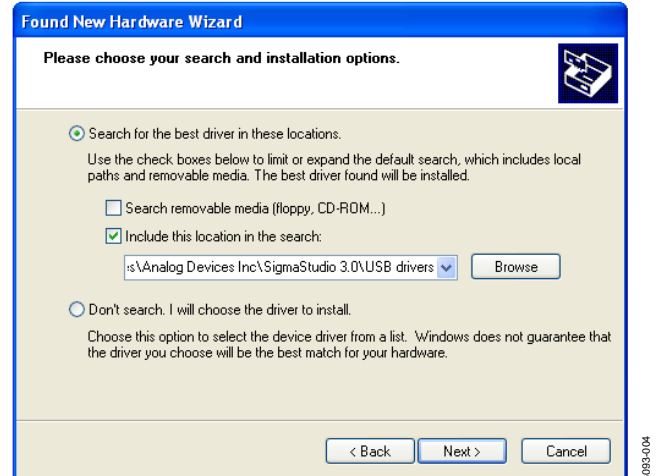 Found New Hardware Wizard
Please choose your search and installation options.
Search for the best driver in these locations.
Use the check boxes below to limit or expand the default search, which includes local
paths and removable media. The best driver found will be installed.
Search removable media (floppy, CD-ROM...)
Include this location in the search:
:s\Analog Devices Inc\SigmaStudio 3.0\USB drivers
Browse
Don't search. I will choose the driver to install.
Choose this option to select the device driver from a list. Windows does not guarantee that
the driver you choose will be the best match for your hardware.
< Back
Next >
Cancel
093-004